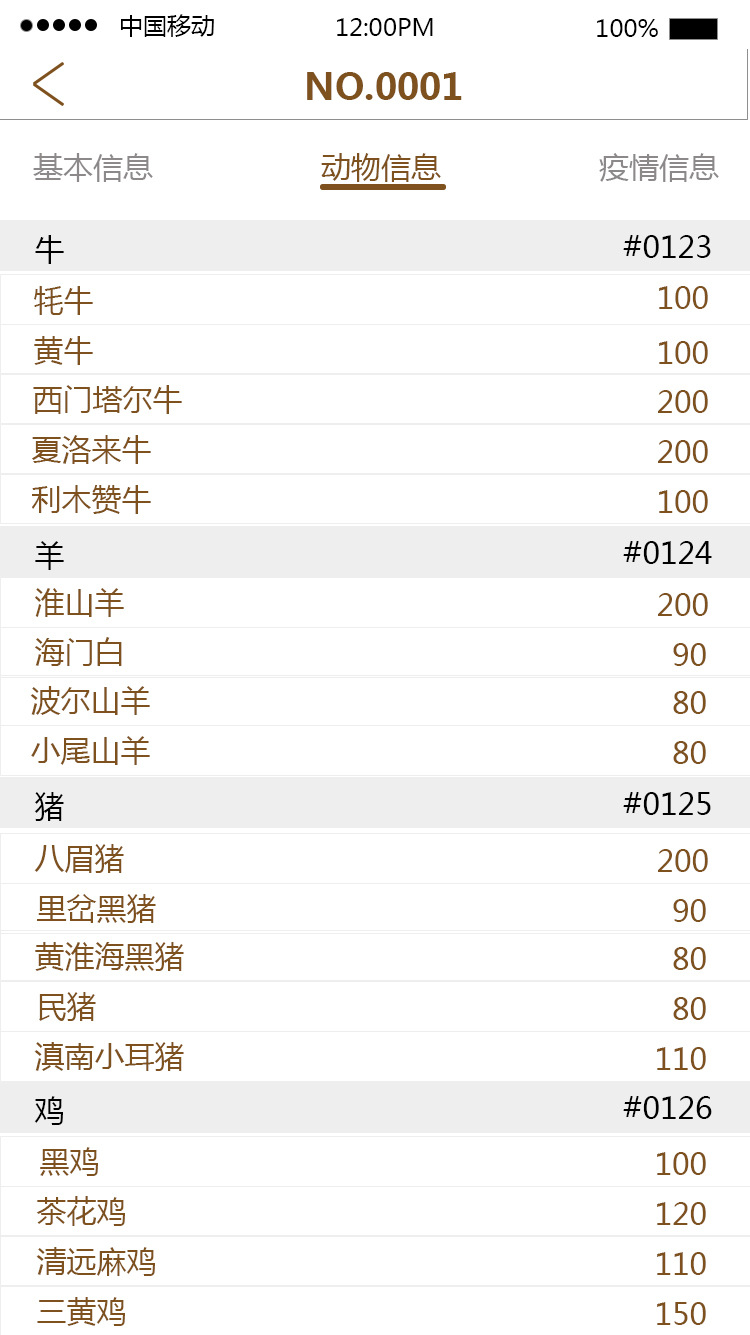 中国移动 12:00PM 100%
NO.0001
基本信息 动物信息 疫情信息
牛 #0123
牦牛 100
黄牛 100
西门塔尔牛 200
夏洛来牛 200
利木赞牛 100
羊 #0124
淮山羊 200
海门白 90
波尔山羊 80
小尾山羊 80
猪 #0125
八眉猪 200
里岔黑猪 90
黄淮海黑猪 80
民猪 80
滇南小耳猪 110
鸡 #0126
黑鸡 100
茶花鸡 120
清远麻鸡 110
三黄鸡 150